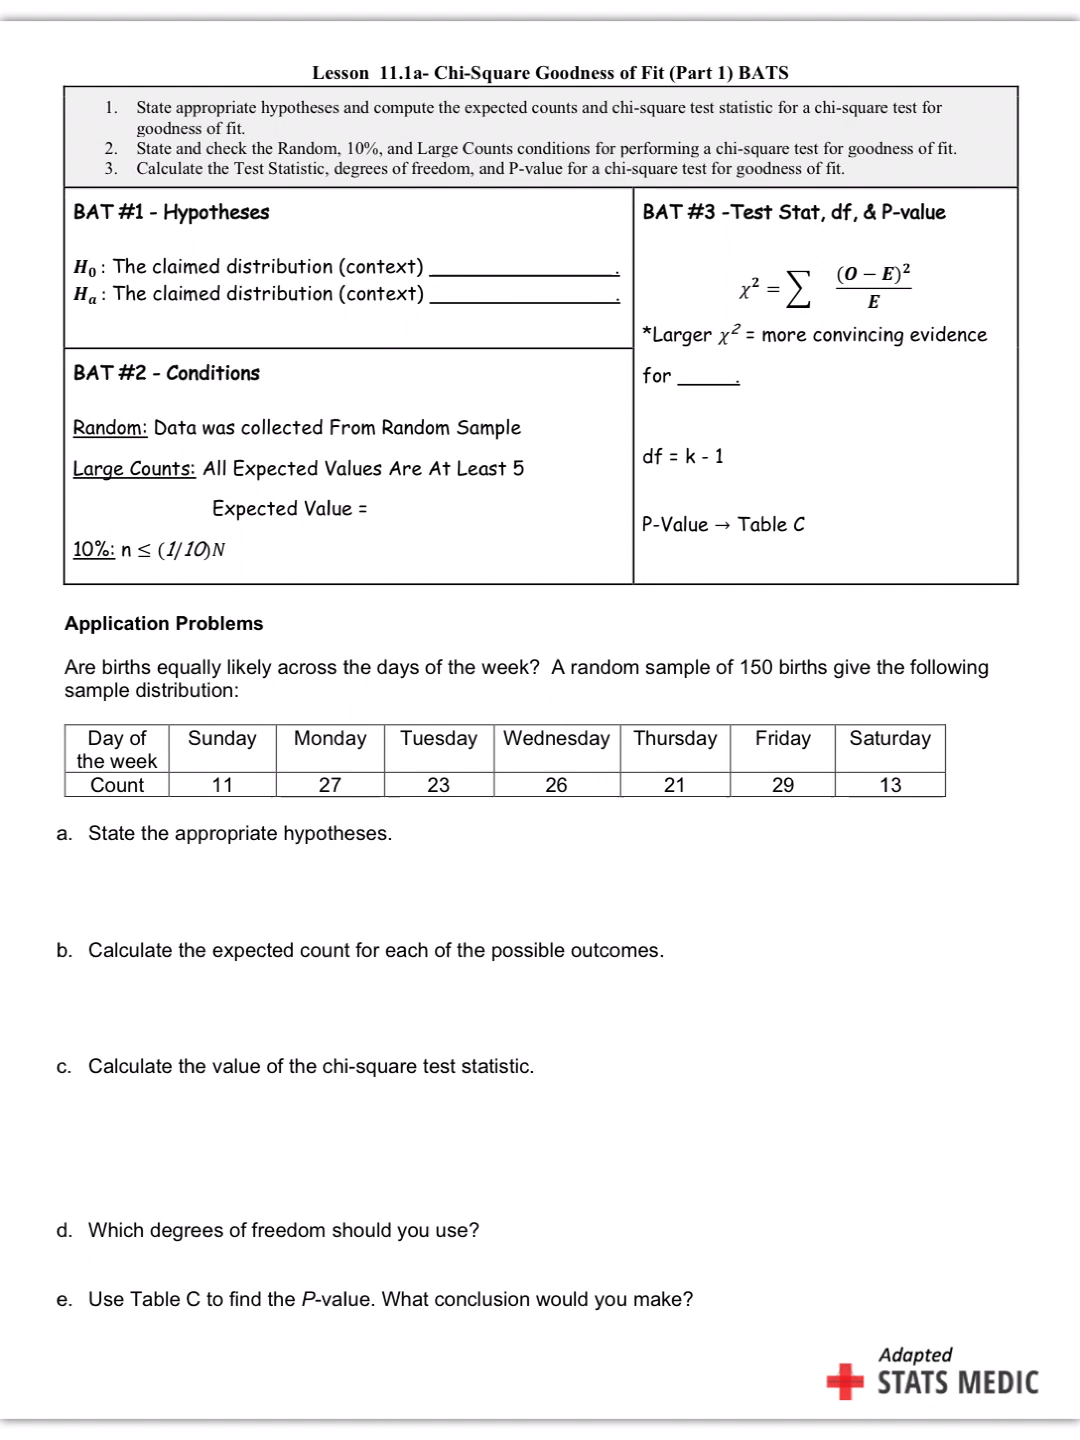 Lesson 11.1a- Chi-Square Goodness of Fit (Part 1) BATS
1. State appropriate hypotheses and compute the expected counts and chi-square test statistic for a chi-square test for
goodness of fit.
2. State and check the Random, 10%, and Large Counts conditions for performing a chi-square test for goodness of fit.
3. Calculate the Test Statistic, degrees of freedom, and P-value for a chi-square test for goodness of fit.
BAT #1 - Hypotheses
H₀ : The claimed distribution (context) ____________________.
Hₐ : The claimed distribution (context) ____________________.
BAT #2 - Conditions
Random: Data was collected From Random Sample
Large Counts: All Expected Values Are At Least 5
Expected Value =
10%: n ≤ (1/10)N
BAT #3 -Test Stat, df, & P-value
χ² = ∑ (O − E)² / E
*Larger χ² = more convincing evidence
for ______.
df = k - 1
P-Value → Table C
Application Problems
Are births equally likely across the days of the week? A random sample of 150 births give the following
sample distribution:
Day of the week Sunday Monday Tuesday Wednesday Thursday Friday Saturday
Count 11 27 23 26 21 29 13
a. State the appropriate hypotheses.
b. Calculate the expected count for each of the possible outcomes.
c. Calculate the value of the chi-square test statistic.
d. Which degrees of freedom should you use?
e. Use Table C to find the P-value. What conclusion would you make?
Adapted
STATS MEDIC